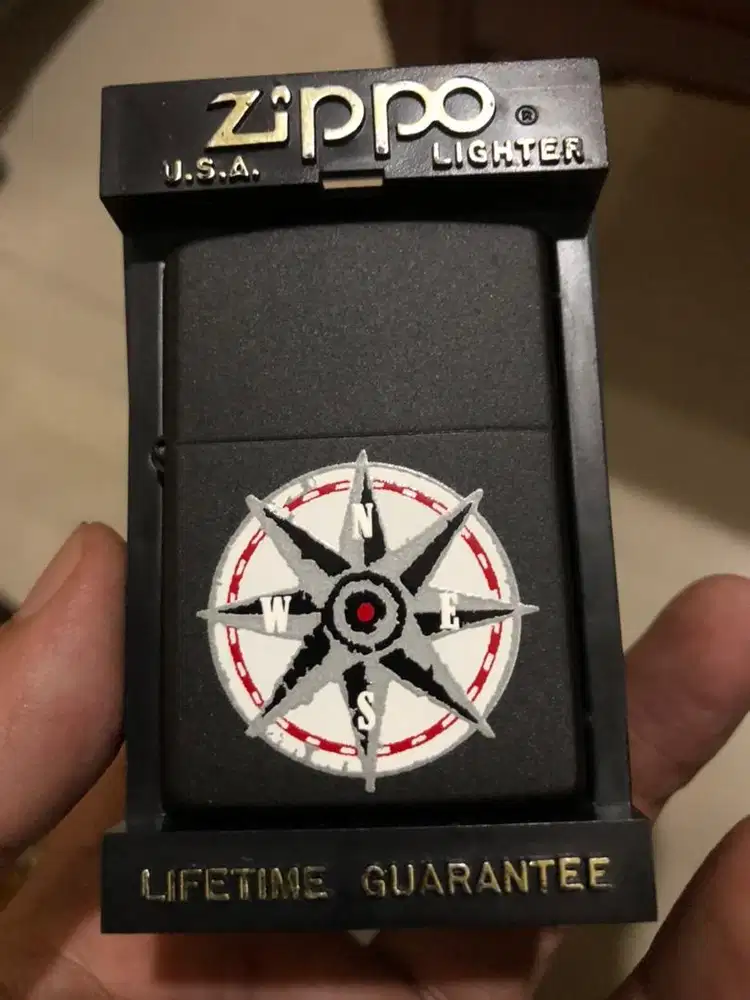 Zippo ®
U.S.A. LIGHTER
N
W E
S
LIFETIME GUARANTEE